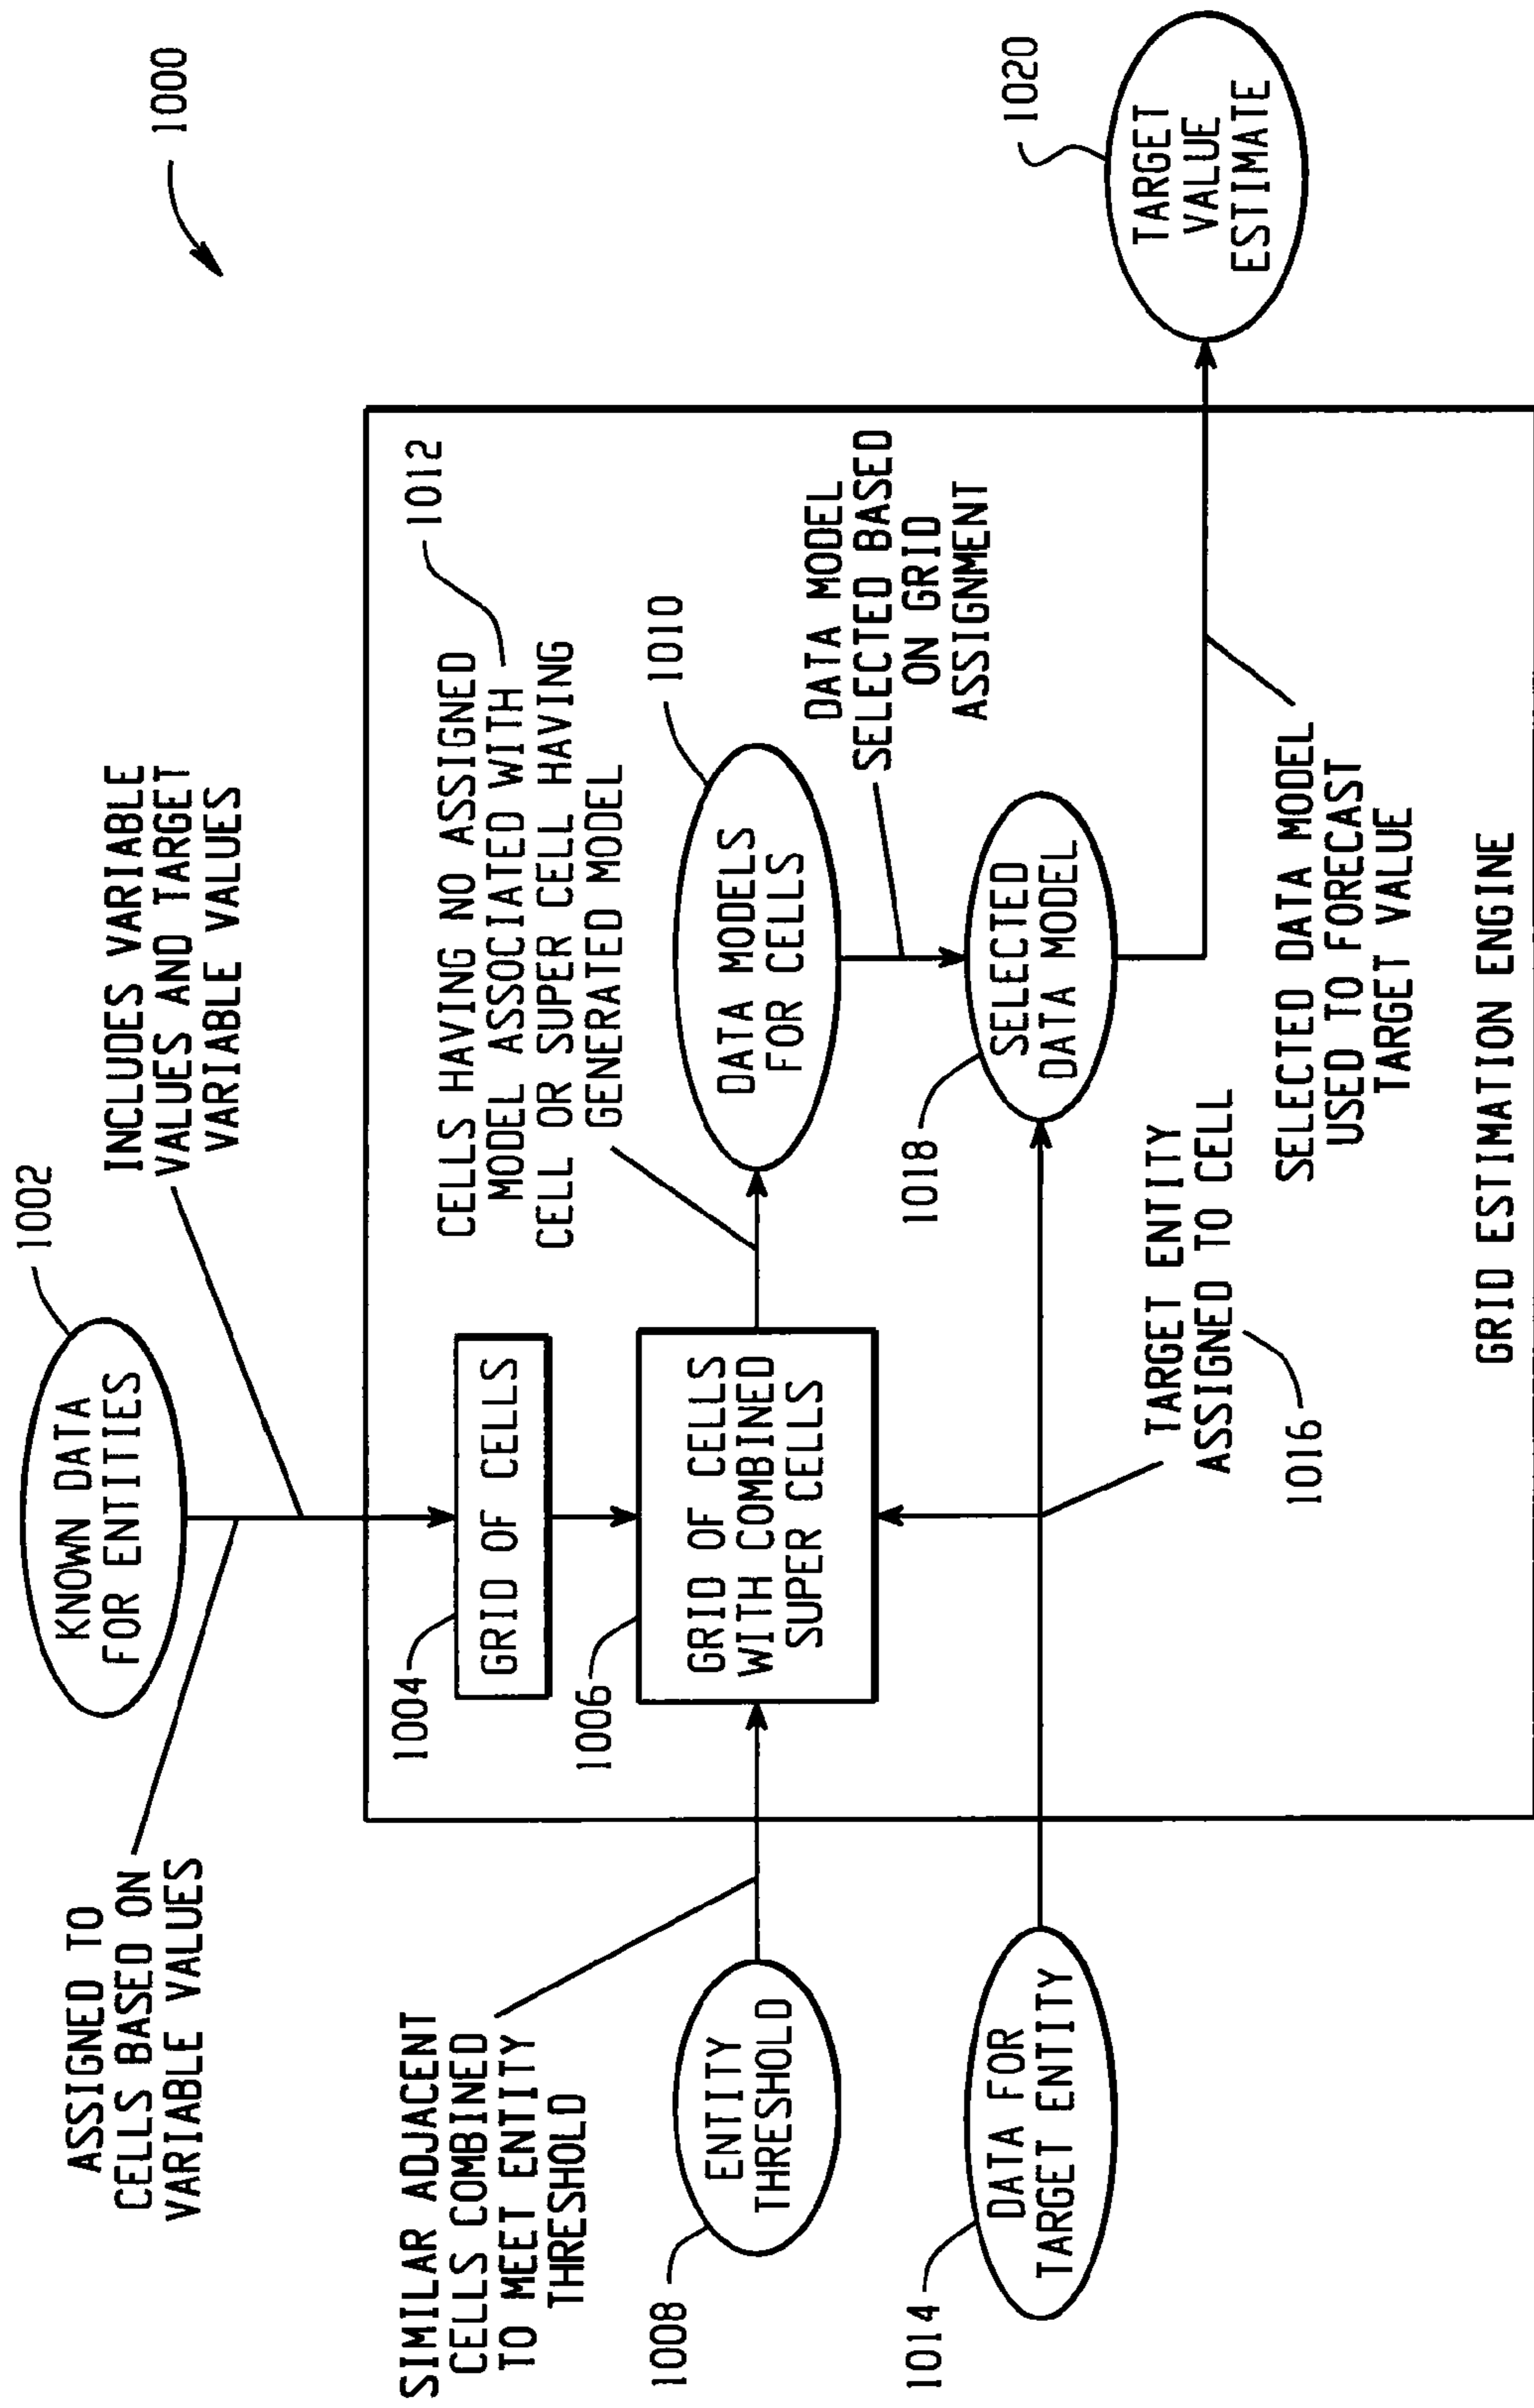 1000
1002
KNOWN DATA
FOR ENTITIES
ASSIGNED TO
CELLS BASED ON
VARIABLE VALUES
INCLUDES VARIABLE
VALUES AND TARGET
VARIABLE VALUES
SIMILAR ADJACENT
CELLS COMBINED
TO MEET ENTITY
THRESHOLD
1004
GRID OF CELLS
CELLS HAVING NO ASSIGNED
MODEL ASSOCIATED WITH
CELL OR SUPER CELL HAVING
GENERATED MODEL
1012
1006
GRID OF CELLS
WITH COMBINED
SUPER CELLS
1008
ENTITY
THRESHOLD
1010
DATA MODELS
FOR CELLS
DATA MODEL
SELECTED BASED
ON GRID
ASSIGNMENT
1014
DATA FOR
TARGET ENTITY
1018
SELECTED
DATA MODEL
1020
TARGET
VALUE
ESTIMATE
TARGET ENTITY
ASSIGNED TO CELL
1016
SELECTED DATA MODEL
USED TO FORECAST
TARGET VALUE
GRID ESTIMATION ENGINE